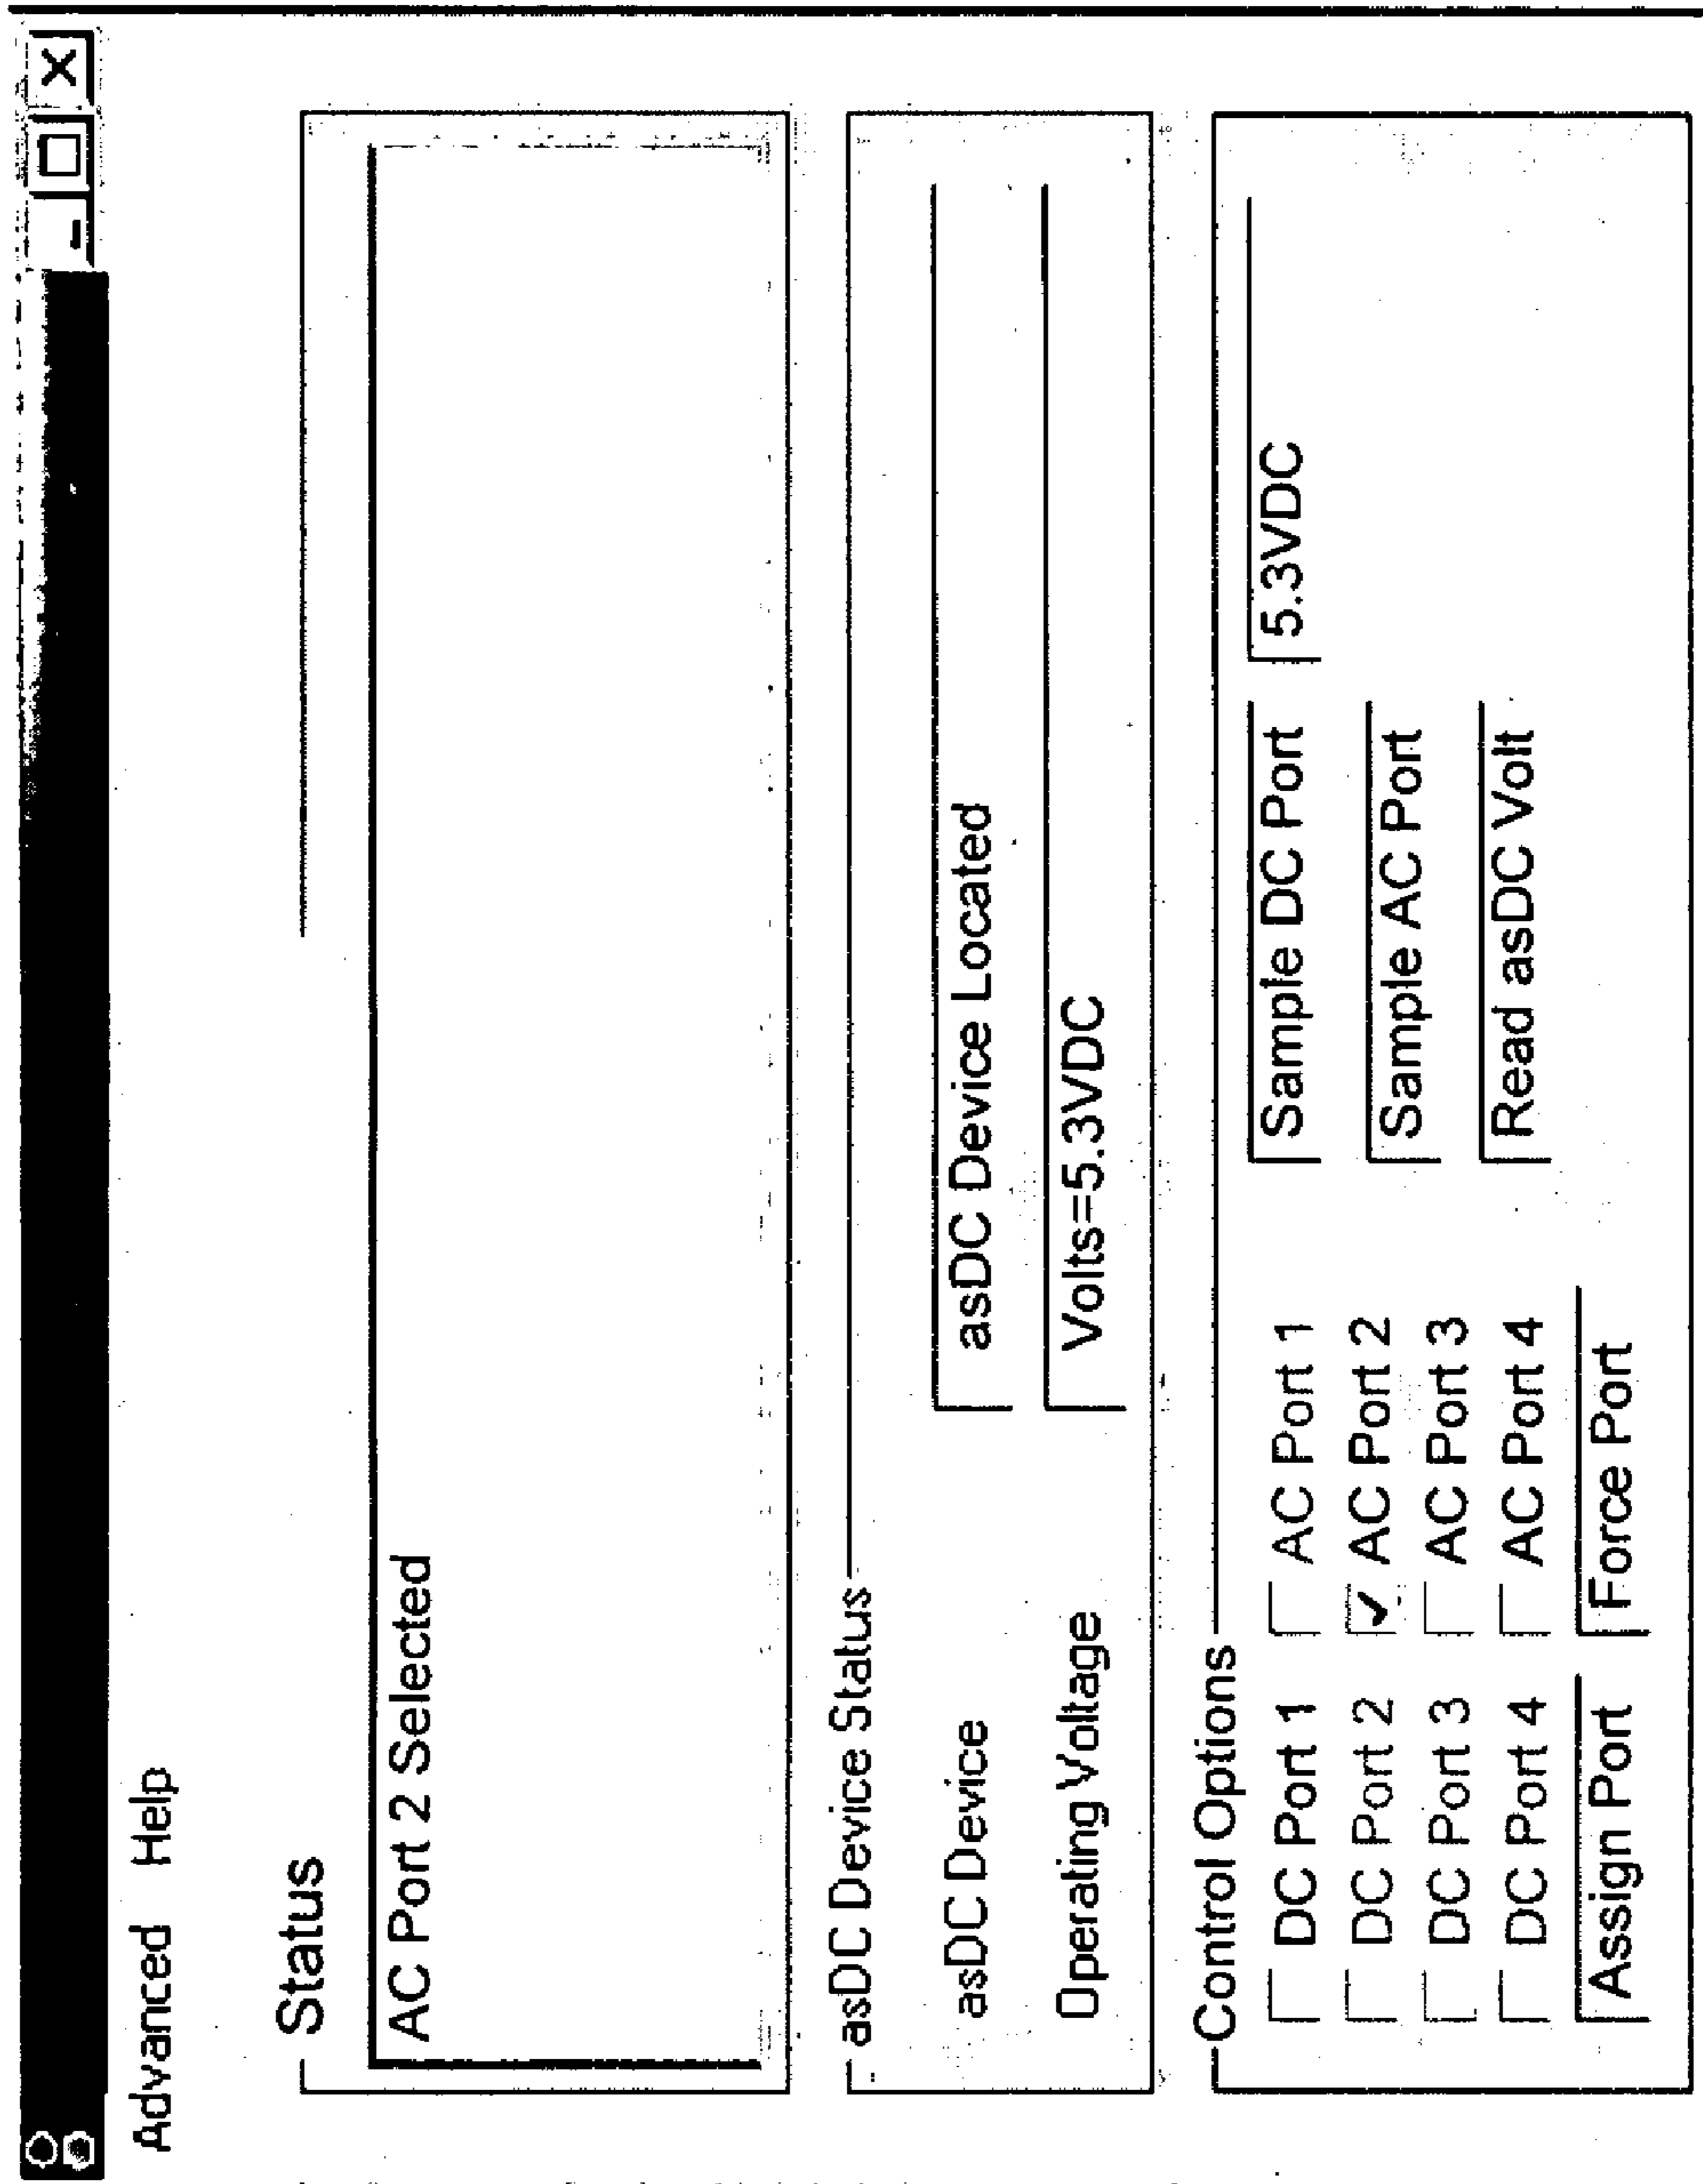 Advanced Help
Status
AC Port 2 Selected
asDC Device Status
asDC Device asDC Device Located
Operating Voltage Volts=5.3VDC
Control Options
DC Port 1 AC Port 1 Sample DC Port 5.3VDC
DC Port 2 AC Port 2 Sample AC Port
DC Port 3 AC Port 3
DC Port 4 AC Port 4 Read asDC Volt
Assign Port Force Port